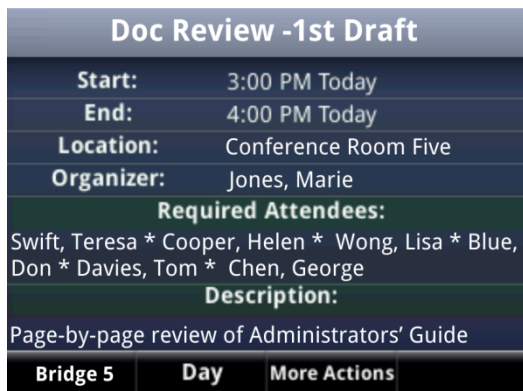 Doc Review -1st Draft
Start: 3:00 PM Today
End: 4:00 PM Today
Location: Conference Room Five
Organizer: Jones, Marie
Required Attendees:
Swift, Teresa * Cooper, Helen * Wong, Lisa * Blue,
Don * Davies, Tom * Chen, George
Description:
Page-by-page review of Administrators' Guide
Bridge 5 Day More Actions